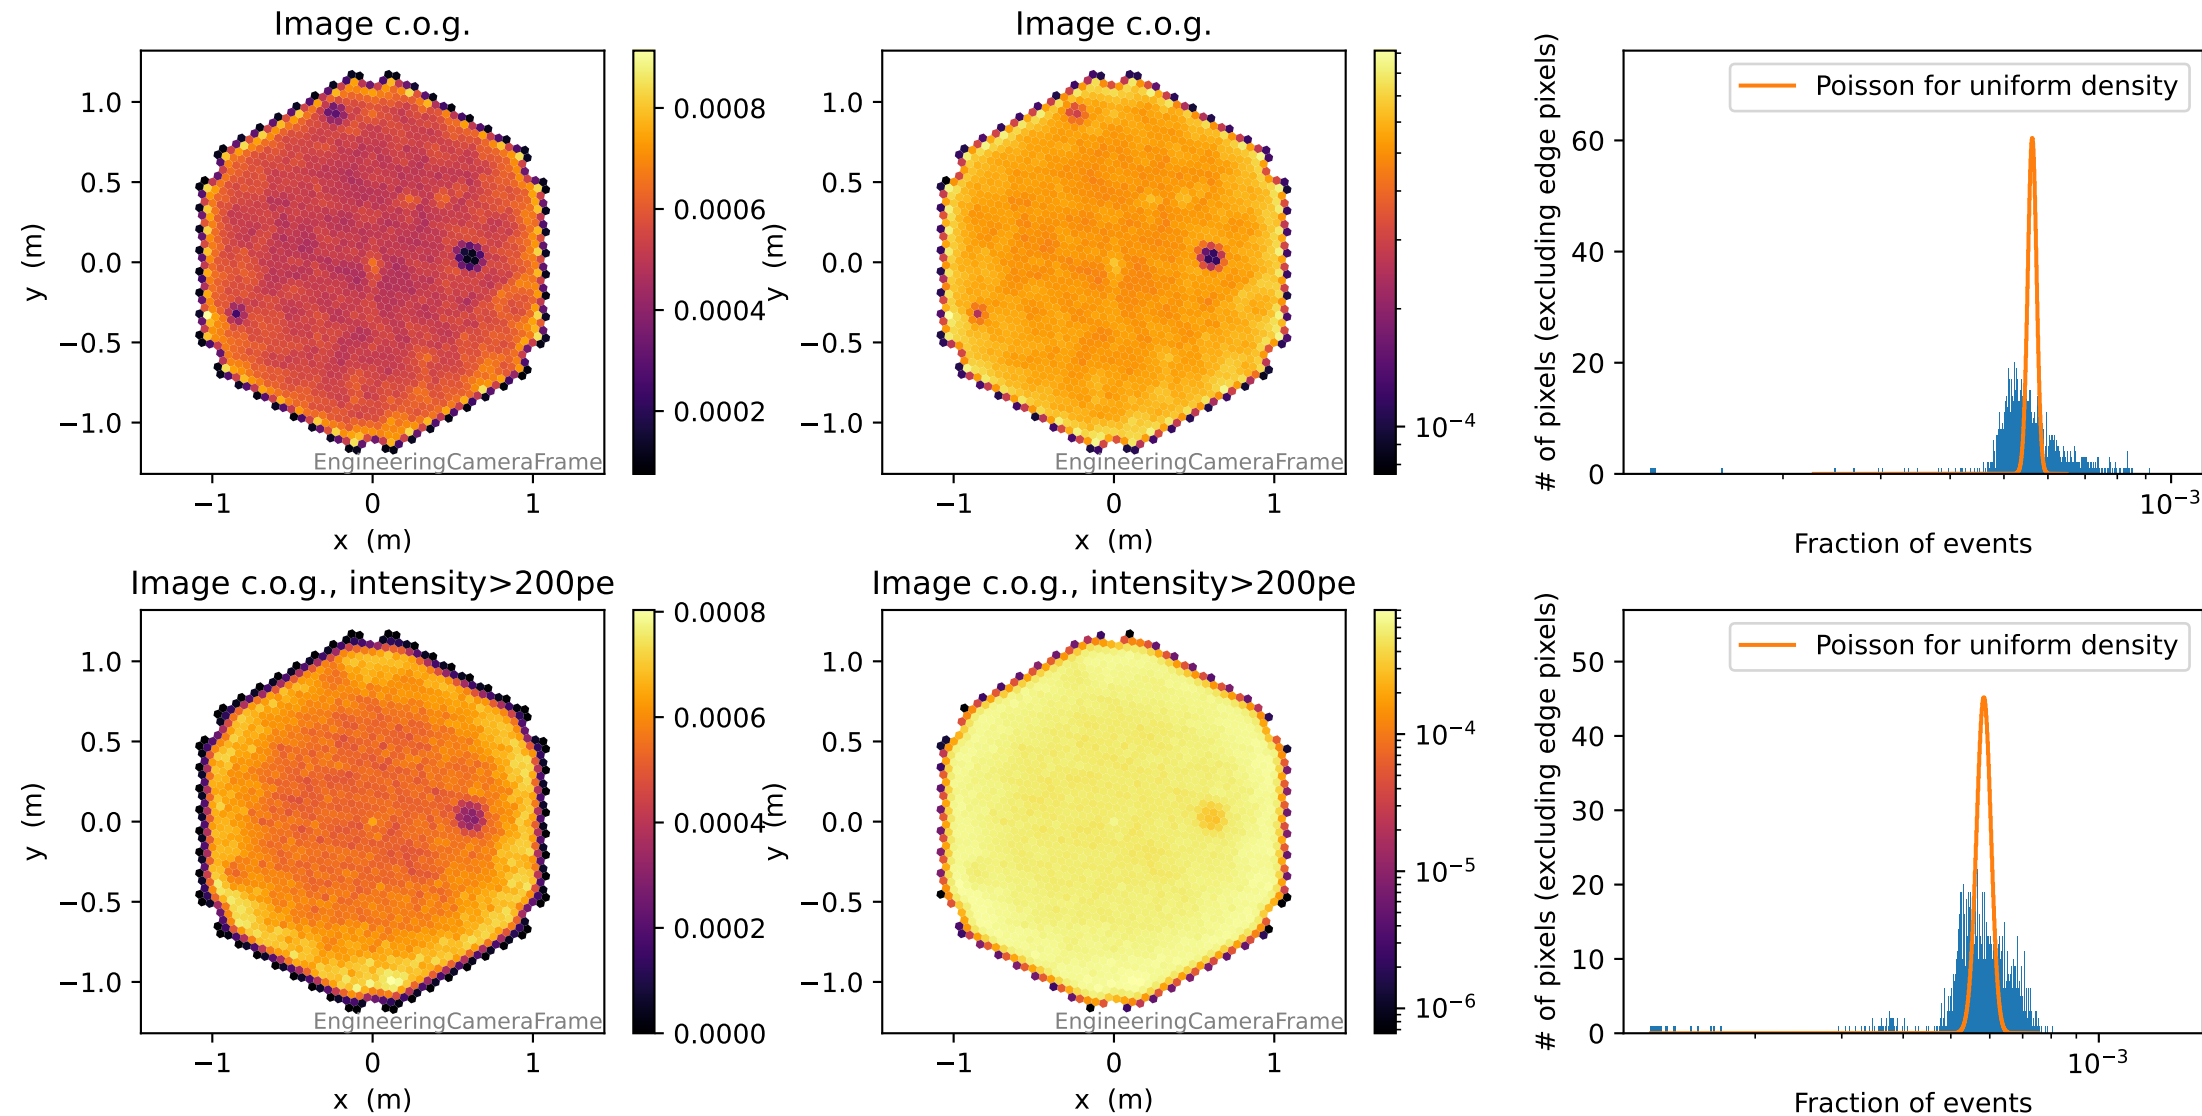 Image c.o.g.
1.0
0.5
0.0
−0.5
−1.0
y (m)
−1
0
1
x (m)
EngineeringCameraFrame
0.0008
0.0006
0.0004
0.0002
Image c.o.g.
1.0
0.5
0.0
−0.5
−1.0
y (m)
−1
0
1
x (m)
EngineeringCameraFrame
10⁻⁴
Poisson for uniform density
60
40
20
0
# of pixels (excluding edge pixels)
10⁻³
Fraction of events
Image c.o.g., intensity>200pe
1.0
0.5
0.0
−0.5
−1.0
y (m)
−1
0
1
x (m)
EngineeringCameraFrame
0.0008
0.0006
0.0004
0.0002
0.0000
Image c.o.g., intensity>200pe
1.0
0.5
0.0
−0.5
−1.0
y (m)
−1
0
1
x (m)
EngineeringCameraFrame
10⁻⁴
10⁻⁵
10⁻⁶
Poisson for uniform density
50
40
30
20
10
0
# of pixels (excluding edge pixels)
10⁻³
Fraction of events